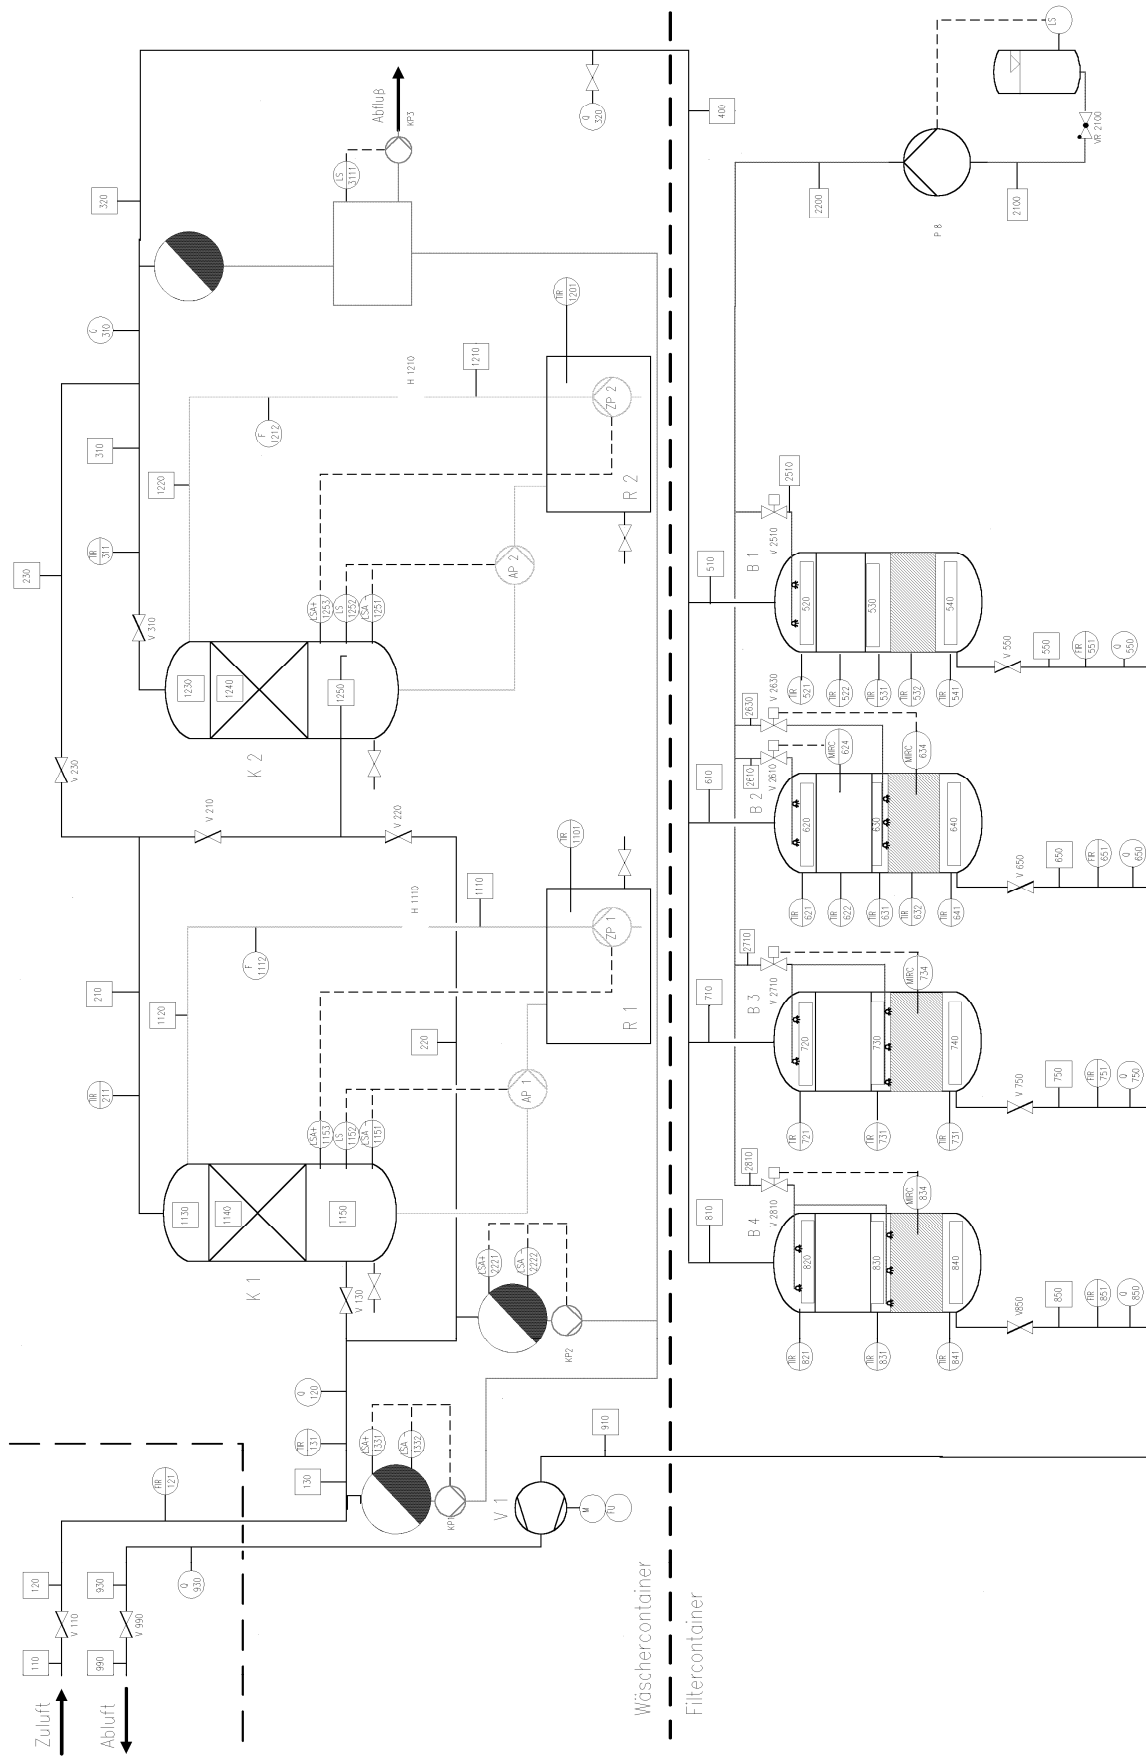 Zuluft
110
V 110
120
FIR
121
Abluft
990
V 990
930
Q
930
130
TIR
131
Q
120
LSA+
1331
LSA -
1332
KP1
V 1
M
FU
910
V 130
K 1
1130
1140
1150
LSA+
1153
LS
1152
LSA -
1151
LSA+
2221
LSA -
2222
KP2
AP 1
TIR
211
210
1120
F
1112
220
H 1110
1110
ZP 1
R 1
TIR
1101
V 210
V 220
V 230
230
K 2
1230
1240
1250
LSA+
1253
LS
1252
LSA -
1251
AP 2
V 310
TIR
311
310
1220
F
1212
H 1210
1210
ZP 2
R 2
TIR
1201
310
320
LS
3111
KP3
Abfluß
Q
320
Wäschercontainer
Filtercontainer
400
2200
P 8
2100
VR 2100
LS
B 1
510
V 2510
2510
520
530
540
TIR
521
TIR
522
TIR
531
TIR
532
TIR
541
V 550
550
FIR
551
Q
550
B 2
610
2610
V 2610
2630
V 2630
MIRC
624
MIRC
634
620
630
640
TIR
621
TIR
622
TIR
631
TIR
632
TIR
641
V 650
650
FIR
651
Q
650
B 3
710
2710
V 2710
MIRC
734
720
730
740
TIR
721
TIR
731
TIR
731
V 750
750
FIR
751
Q
750
B 4
810
2810
V 2810
MIRC
834
820
830
840
TIR
821
TIR
831
TIR
841
V850
850
FIR
851
Q
850